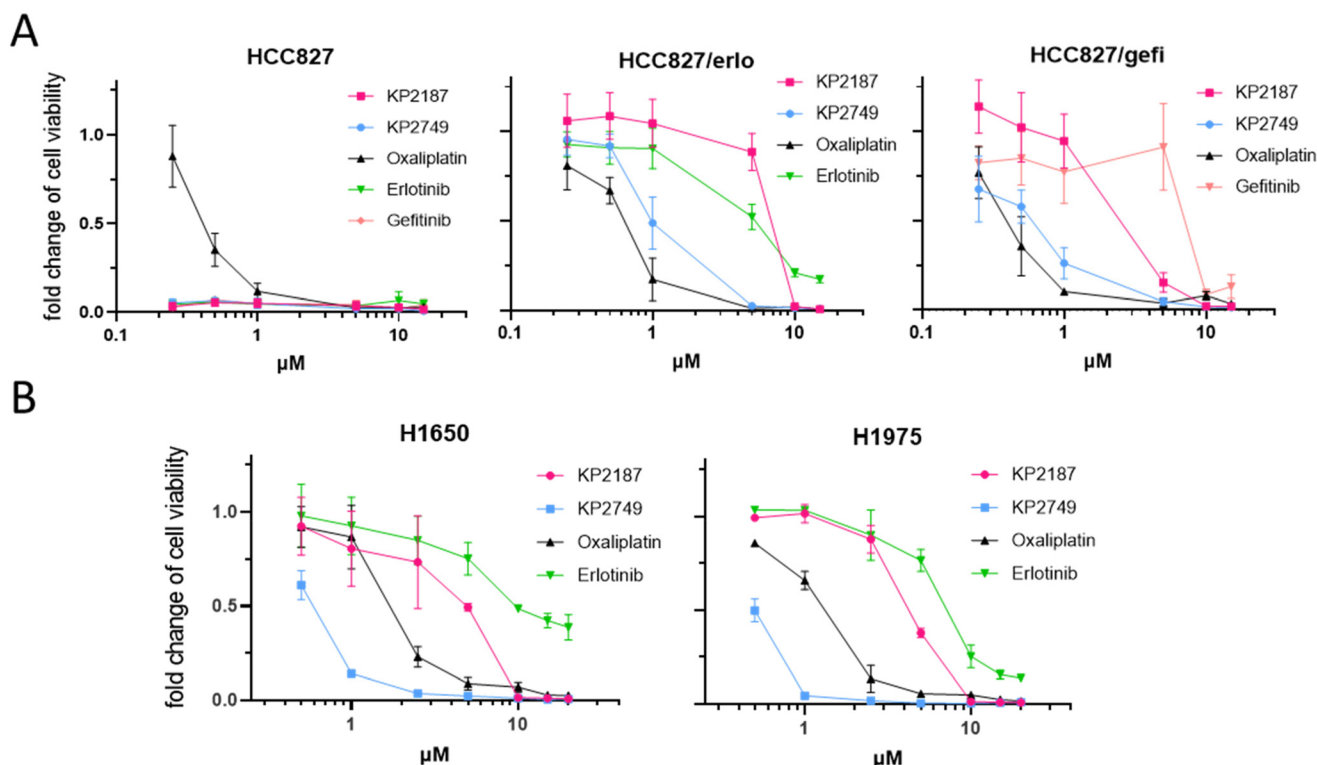 A
HCC827
fold change of cell viability
1.0
0.5
0.0
0.1
1
10
µM
KP2187
KP2749
Oxaliplatin
Erlotinib
Gefitinib
HCC827/erlo
0.1
1
10
µM
KP2187
KP2749
Oxaliplatin
Erlotinib
HCC827/gefi
0.1
1
10
µM
KP2187
KP2749
Oxaliplatin
Gefitinib
B
H1650
fold change of cell viability
1.0
0.5
0.0
1
10
µM
KP2187
KP2749
Oxaliplatin
Erlotinib
H1975
1
10
µM
KP2187
KP2749
Oxaliplatin
Erlotinib